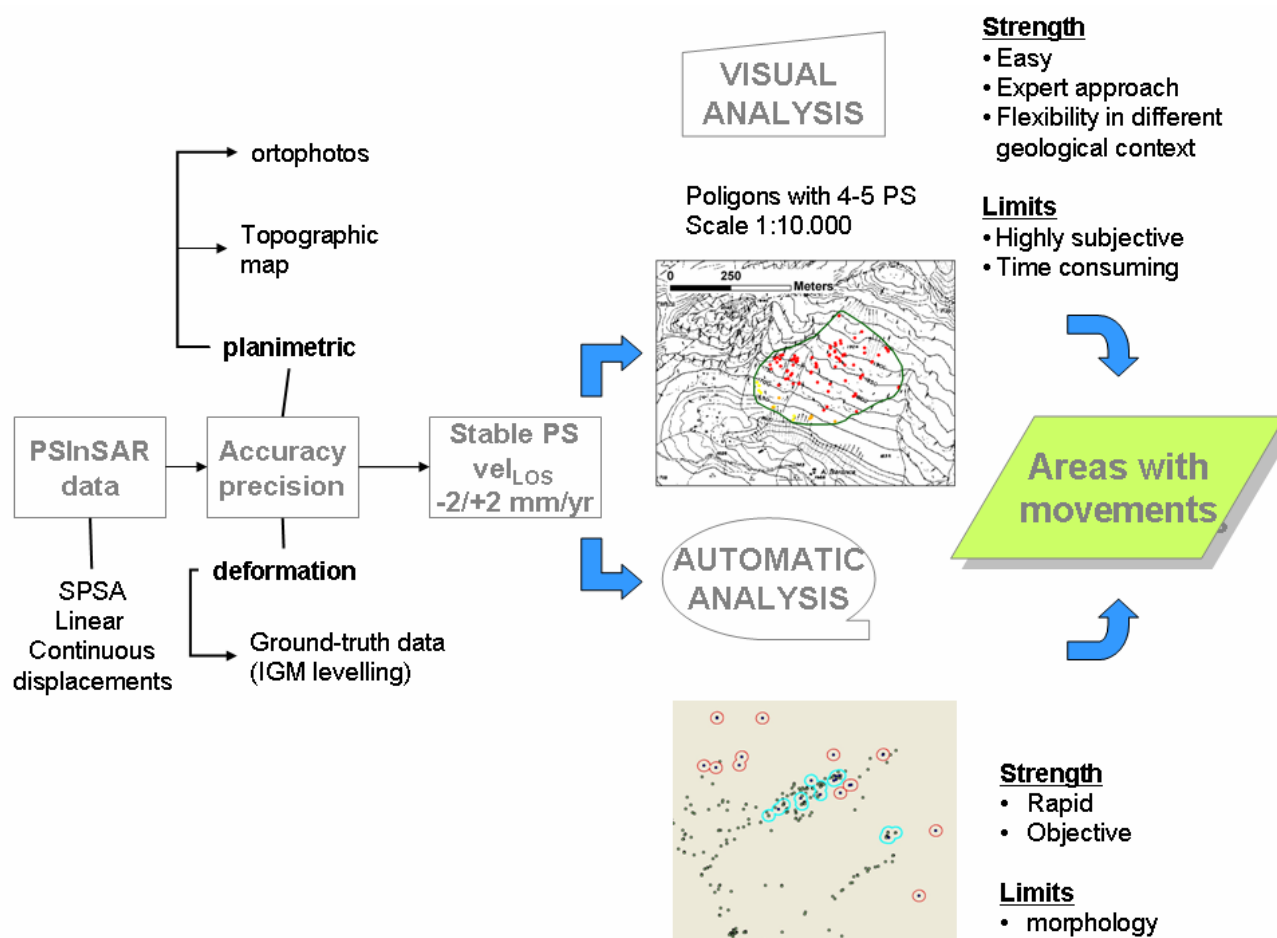 ortophotos
Topographic
map
planimetric
PSInSAR
data
Accuracy
precision
Stable PS
vel LOS
-2/+2 mm/yr
SPSA
Linear
Continuous
displacements
deformation
Ground-truth data
(IGM levelling)
VISUAL
ANALYSIS
Poligons with 4-5 PS
Scale 1:10.000
0 250
Meters
AUTOMATIC
ANALYSIS
Strength
• Easy
• Expert approach
• Flexibility in different
geological context
Limits
• Highly subjective
• Time consuming
Areas with
movements
Strength
• Rapid
• Objective
Limits
• morphology